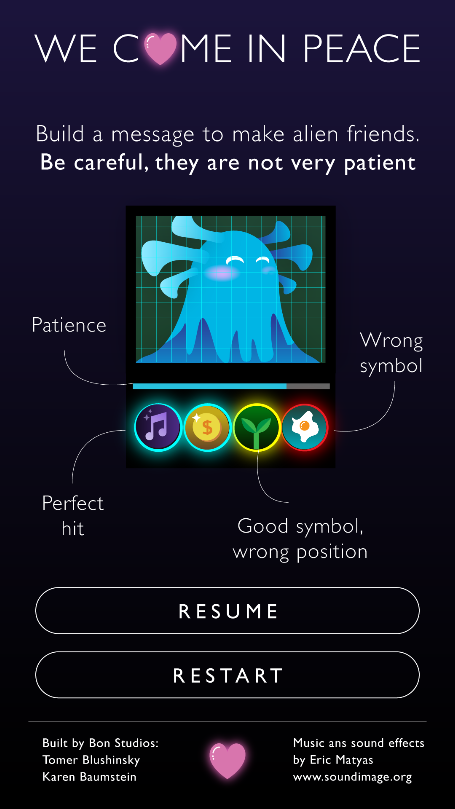 WE COME IN PEACE
Build a message to make alien friends.
Be careful, they are not very patient
Patience
Wrong
symbol
$
Perfect
hit
Good symbol,
wrong position
RESUME
RESTART
Built by Bon Studios:
Tomer Blushinsky
Karen Baumstein
Music ans sound effects
by Eric Matyas
www.soundimage.org